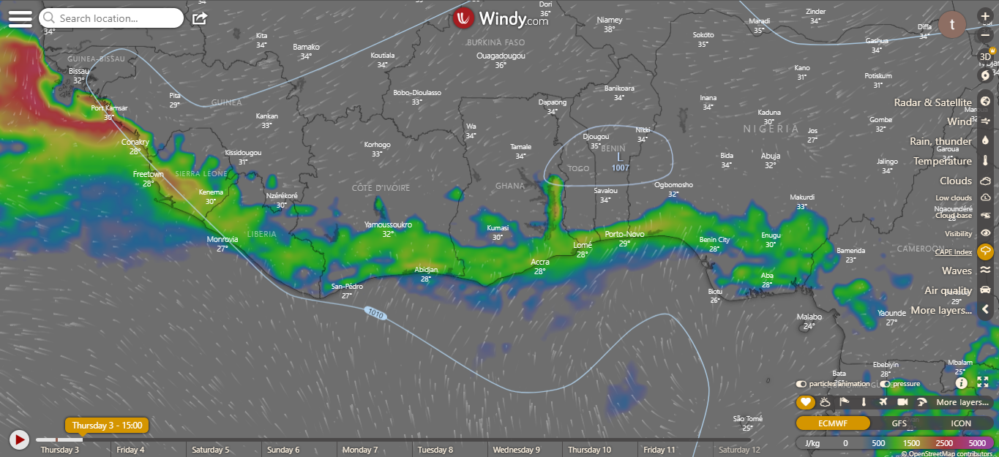 Search location...
Windy.com
34
Dori
36°
34°
Kita
34°
Bamako
34°
Koutiala
34°
BURKINA FASO
Ouagadougou
36°
Niamey
38°
Sokóto
35°
Maradi
35°
Zinder
34°
Diffa
34°
Gashua
34°
t
+
−
3D
GUINEA-BISSAU
Bissau
32°
Pita
29°
GUINEA
Port Kamsar
30°
Kankan
33°
Bobo-Dioulasso
33°
Dapaong
34°
Banikoara
34°
Inana
34°
Kano
31°
Potiskum
31°
Radar & Satellite
Kaduna
30°
NIGERIA
Jos
27°
Gombe
32°
Wind
Wa
34°
Djougou
35°
BENIN
Nikki
34°
Conakry
28°
Korhogo
33°
Tamale
34°
L
1007
Bida
34°
Abuja
32°
Jalingo
34°
Rain, thunder
Garoua
34°
Temperature
Kissidougou
31°
Freetown
28°
SIERRA LEONE
TOGO
Clouds
Kenema
30°
Nzérékoré
30°
CÔTE D'IVOIRE
GHANA
Savalou
34°
Ogbomosho
32°
Makurdi
33°
Low clouds
Ngaoundéré
Cloud base
Visibility
Monrovia
27°
LIBERIA
Yamoussoukro
32°
Kumasi
30°
Lomé
28°
Porto-Novo
29°
Benin City
28°
Enugu
30°
Bamenda
23°
CAMEROON
CAPE Index
Waves
Accra
28°
Abidjan
28°
San-Pédro
27°
Aba
28°
Biotu
26°
Air quality
29°
More layers...
1010
Malabo
24°
Yaounde
27°
Ebebiyin
28°
Mbalam
25°
Bata
particles animation
pressure
i
More layers...
São Tomé
25°
ECMWF
GFS
ICON
J/kg
0
500
1500
2500
5000
© OpenStreetMap contributors
Thursday 3 - 15:00
Thursday 3
Friday 4
Saturday 5
Sunday 6
Monday 7
Tuesday 8
Wednesday 9
Thursday 10
Friday 11
Saturday 12